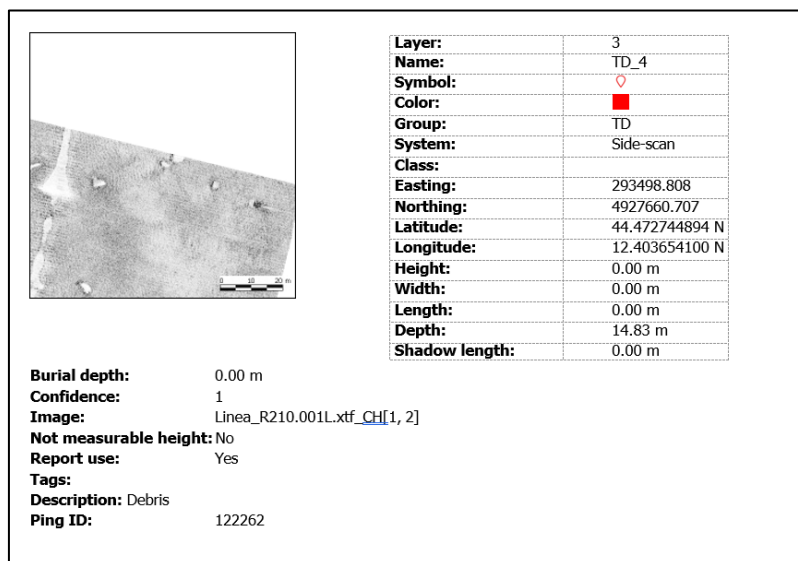 Layer: 3
Name: TD_4
Symbol:
Color:
Group: TD
System: Side-scan
Class:
Easting: 293498.808
Northing: 4927660.707
Latitude: 44.472744894 N
Longitude: 12.403654100 N
Height: 0.00 m
Width: 0.00 m
Length: 0.00 m
Depth: 14.83 m
Shadow length: 0.00 m
0 10 20 m
Burial depth: 0.00 m
Confidence: 1
Image: Linea_R210.001L.xtf_CH[1, 2]
Not measurable height: No
Report use: Yes
Tags:
Description: Debris
Ping ID: 122262